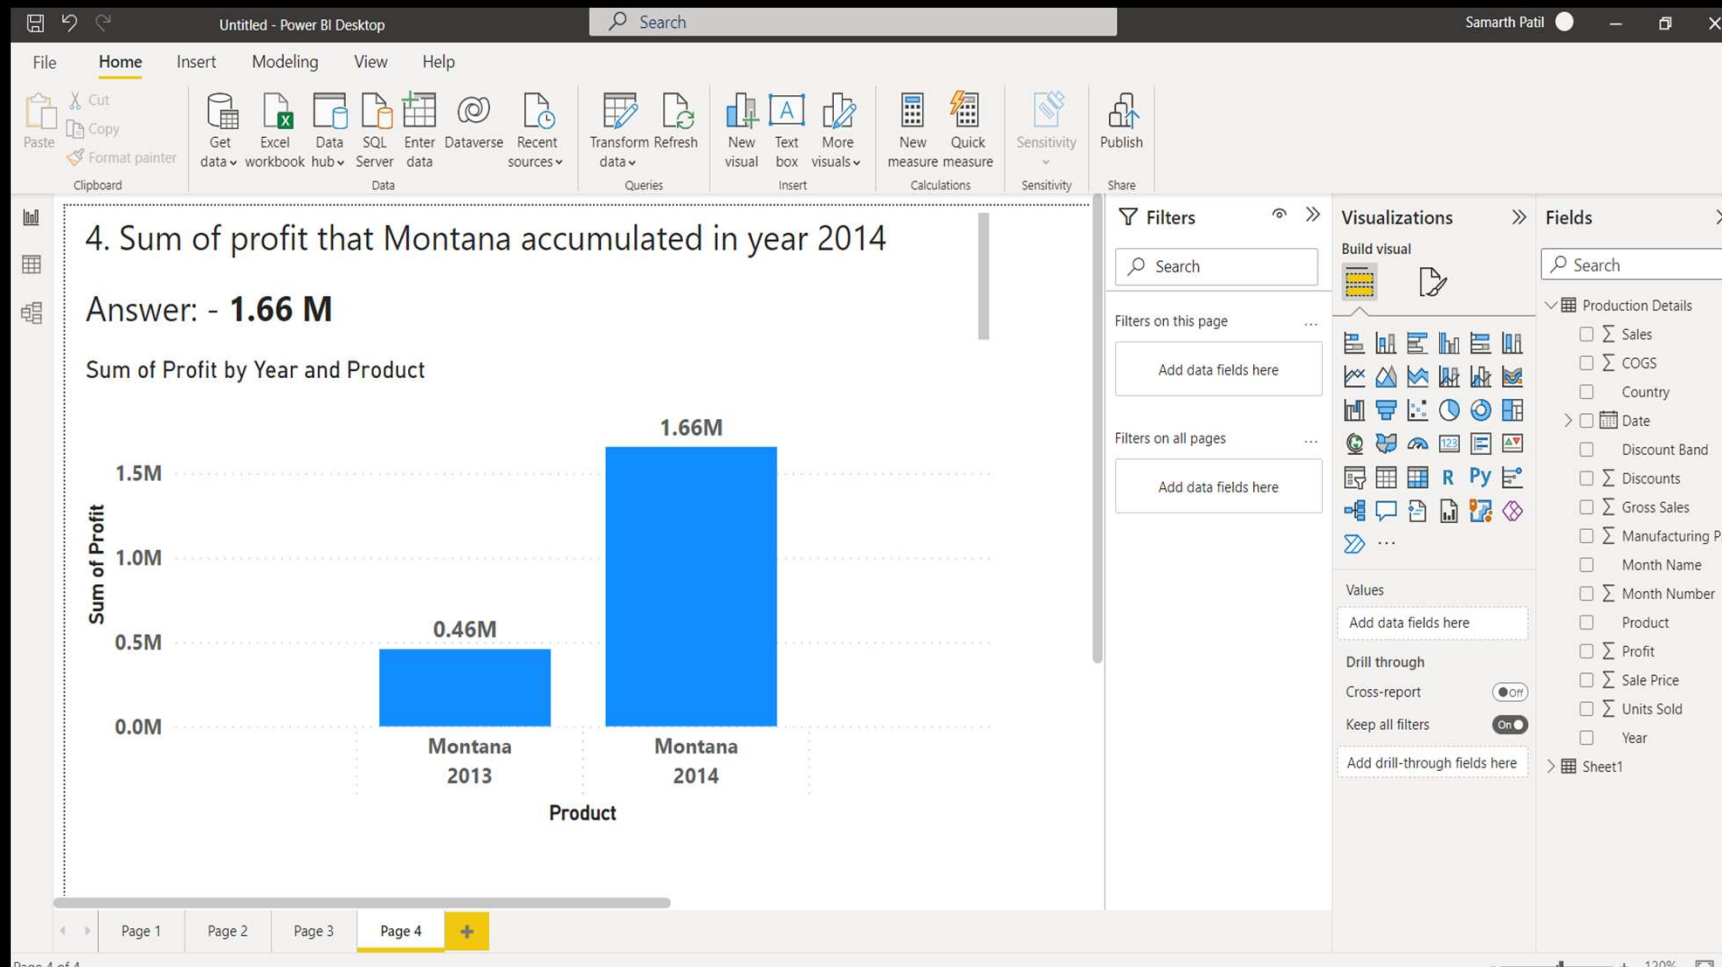 Untitled - Power BI Desktop
Search
Samarth Patil
File
Home
Insert
Modeling
View
Help
Paste
Cut
Copy
Format painter
Clipboard
Get data
Excel workbook
Data hub
SQL Server
Enter data
Dataverse
Recent sources
Data
Transform data
Refresh
Queries
New visual
Text box
More visuals
Insert
New measure
Quick measure
Calculations
Sensitivity
Sensitivity
Publish
Share
4. Sum of profit that Montana accumulated in year 2014
Answer: - 1.66 M
Sum of Profit by Year and Product
Sum of Profit
1.5M
1.0M
0.5M
0.0M
0.46M
1.66M
Montana
2013
Montana
2014
Product
Filters
Search
Filters on this page
...
Add data fields here
Filters on all pages
...
Add data fields here
Visualizations
Build visual
123
R
Py
...
Values
Add data fields here
Drill through
Cross-report
Off
Keep all filters
On
Add drill-through fields here
Fields
Search
Production Details
Sales
COGS
Country
Date
Discount Band
Discounts
Gross Sales
Manufacturing P
Month Name
Month Number
Product
Profit
Sale Price
Units Sold
Year
Sheet1
Page 1
Page 2
Page 3
Page 4
Page 4 of 4
120%